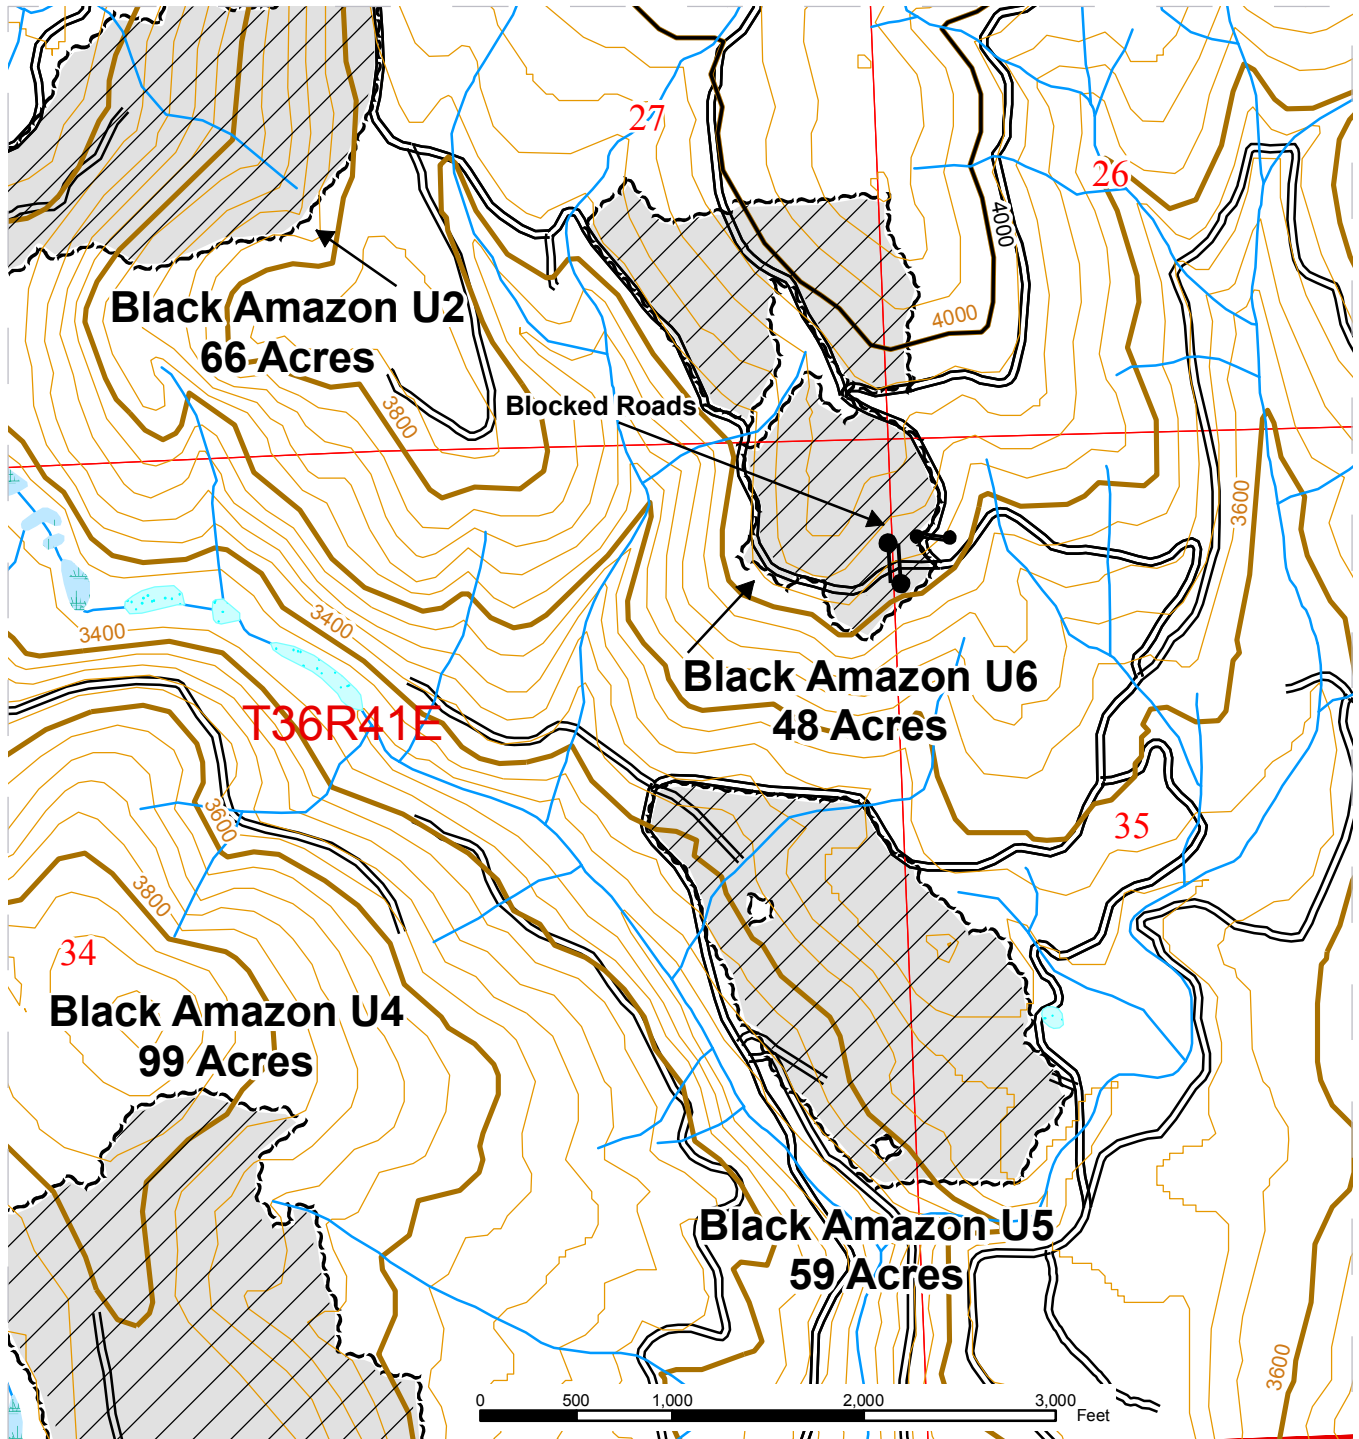 27
26
4000
4000
Black Amazon U2
66 Acres
3800
Blocked Roads
3600
3400
3400
T36R41E
Black Amazon U6
48 Acres
3600
35
3800
34
Black Amazon U4
99 Acres
Black Amazon U5
59 Acres
3600
0 500 1,000 2,000 3,000
Feet